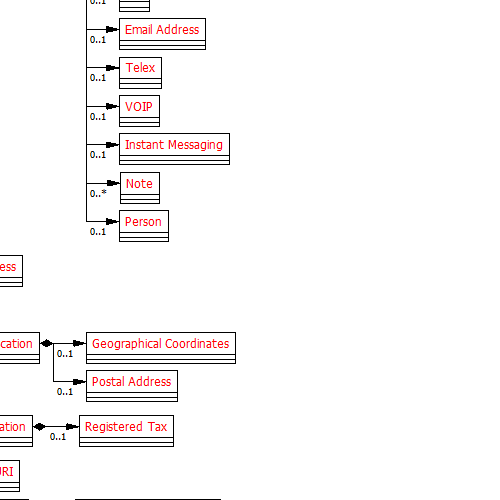 0..1
Email Address
0..1
Telex
0..1
VOIP
0..1
Instant Messaging
0..1
Note
0..*
Person
0..1
ess
cation
Geographical Coordinates
0..1
Postal Address
0..1
ation
Registered Tax
0..1
URI